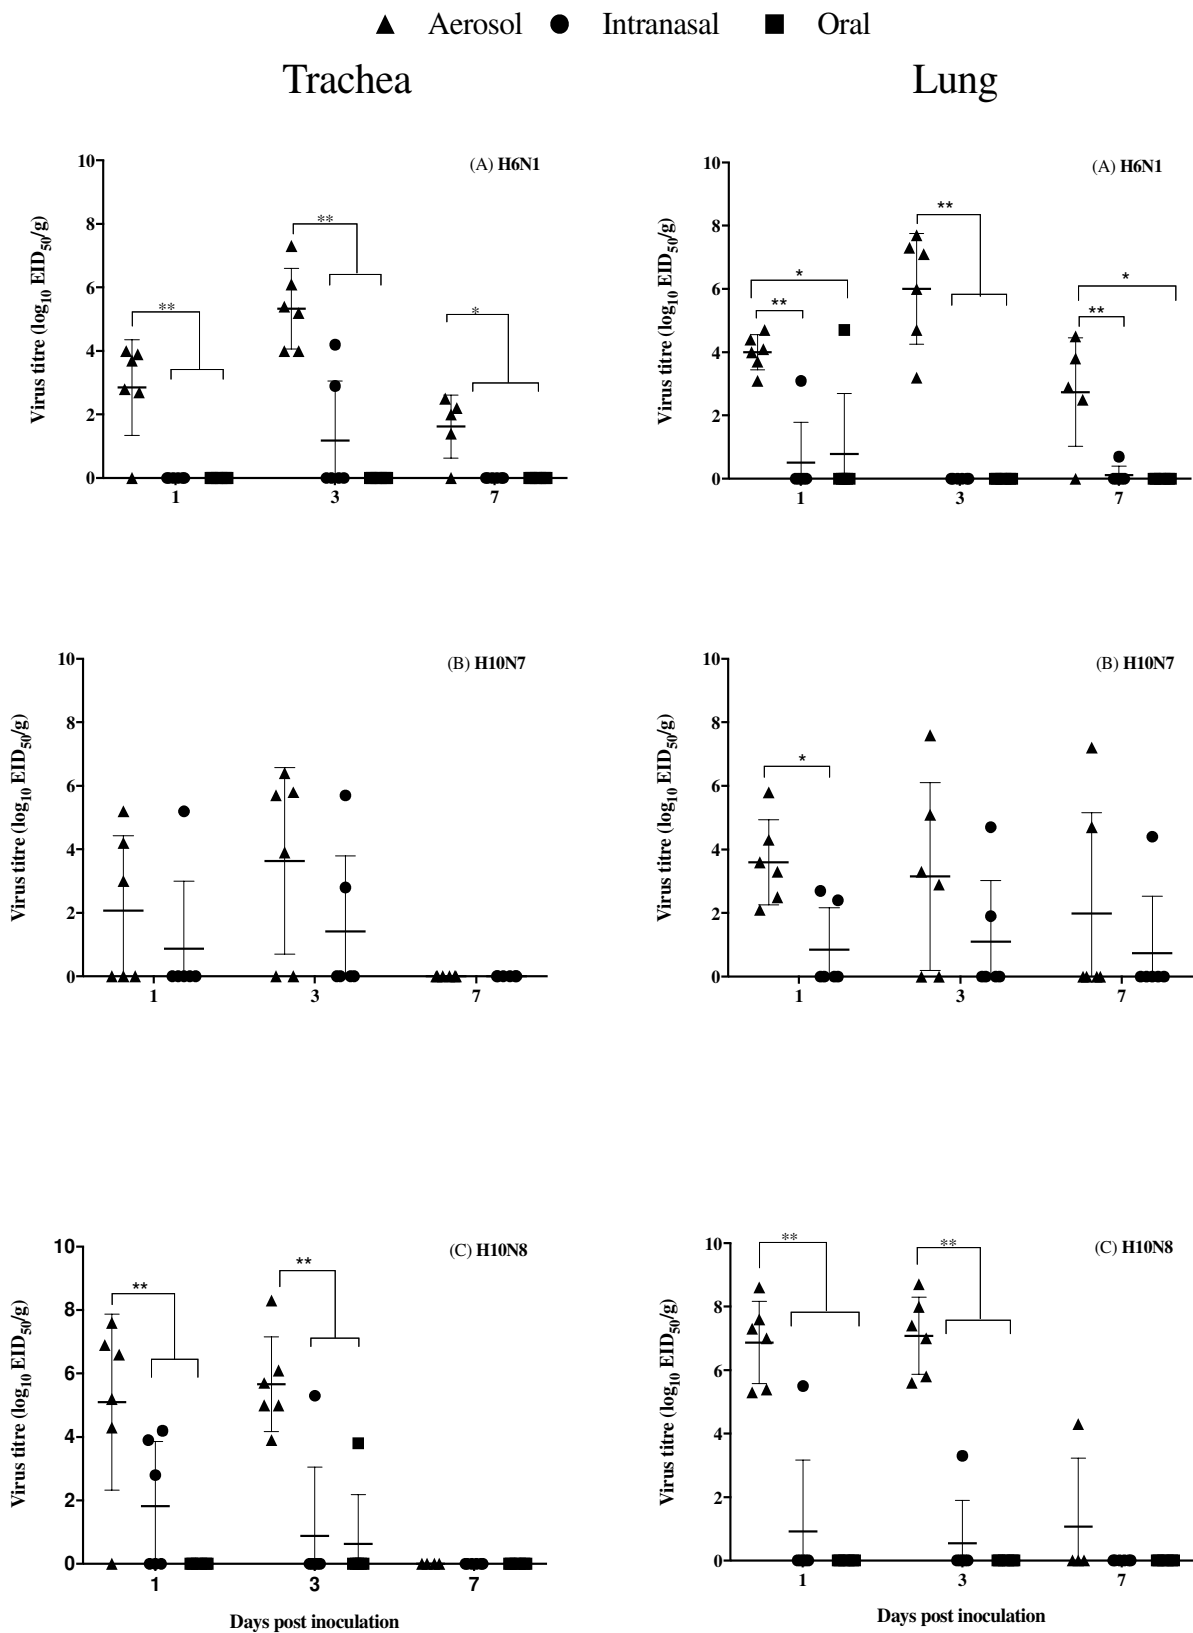 ▲ Aerosol ● Intranasal ■ Oral
Trachea
Lung
(A) H6N1
Virus titre (log10 EID50/g)
10
8
6
4
2
0
** ** *
1 3 7
(A) H6N1
Virus titre (log10 EID50/g)
10
8
6
4
2
0
* ** ** * **
1 3 7
(B) H10N7
Virus titre (log10 EID50/g)
10
8
6
4
2
0
1 3 7
(B) H10N7
Virus titre (log10 EID50/g)
10
8
6
4
2
0
*
1 3 7
(C) H10N8
Virus titre (log10 EID50/g)
10
8
6
4
2
0
** **
1 3 7
Days post inoculation
(C) H10N8
Virus titre (log10 EID50/g)
10
8
6
4
2
0
** **
1 3 7
Days post inoculation